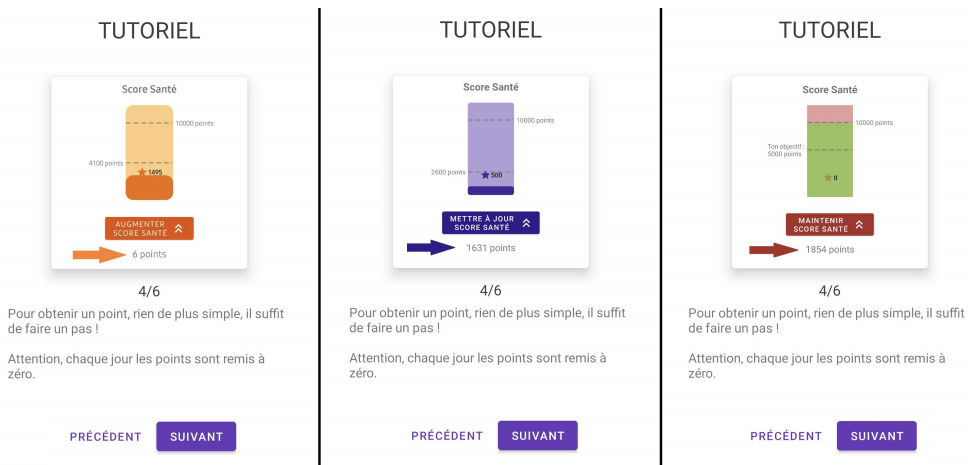 TUTORIEL
Score Santé
10000 points
4100 points
1495
AUGMENTER
SCORE SANTÉ
6 points
4/6
Pour obtenir un point, rien de plus simple, il suffit
de faire un pas !
Attention, chaque jour les points sont remis à
zéro.
PRÉCÉDENT
SUIVANT
TUTORIEL
Score Santé
10000 points
2600 points
500
METTRE À JOUR
SCORE SANTÉ
1631 points
4/6
Pour obtenir un point, rien de plus simple, il suffit
de faire un pas !
Attention, chaque jour les points sont remis à
zéro.
PRÉCÉDENT
SUIVANT
TUTORIEL
Score Santé
10000 points
Ton objectif :
5000 points
0
MAINTENIR
SCORE SANTÉ
1854 points
4/6
Pour obtenir un point, rien de plus simple, il suffit
de faire un pas !
Attention, chaque jour les points sont remis à
zéro.
PRÉCÉDENT
SUIVANT